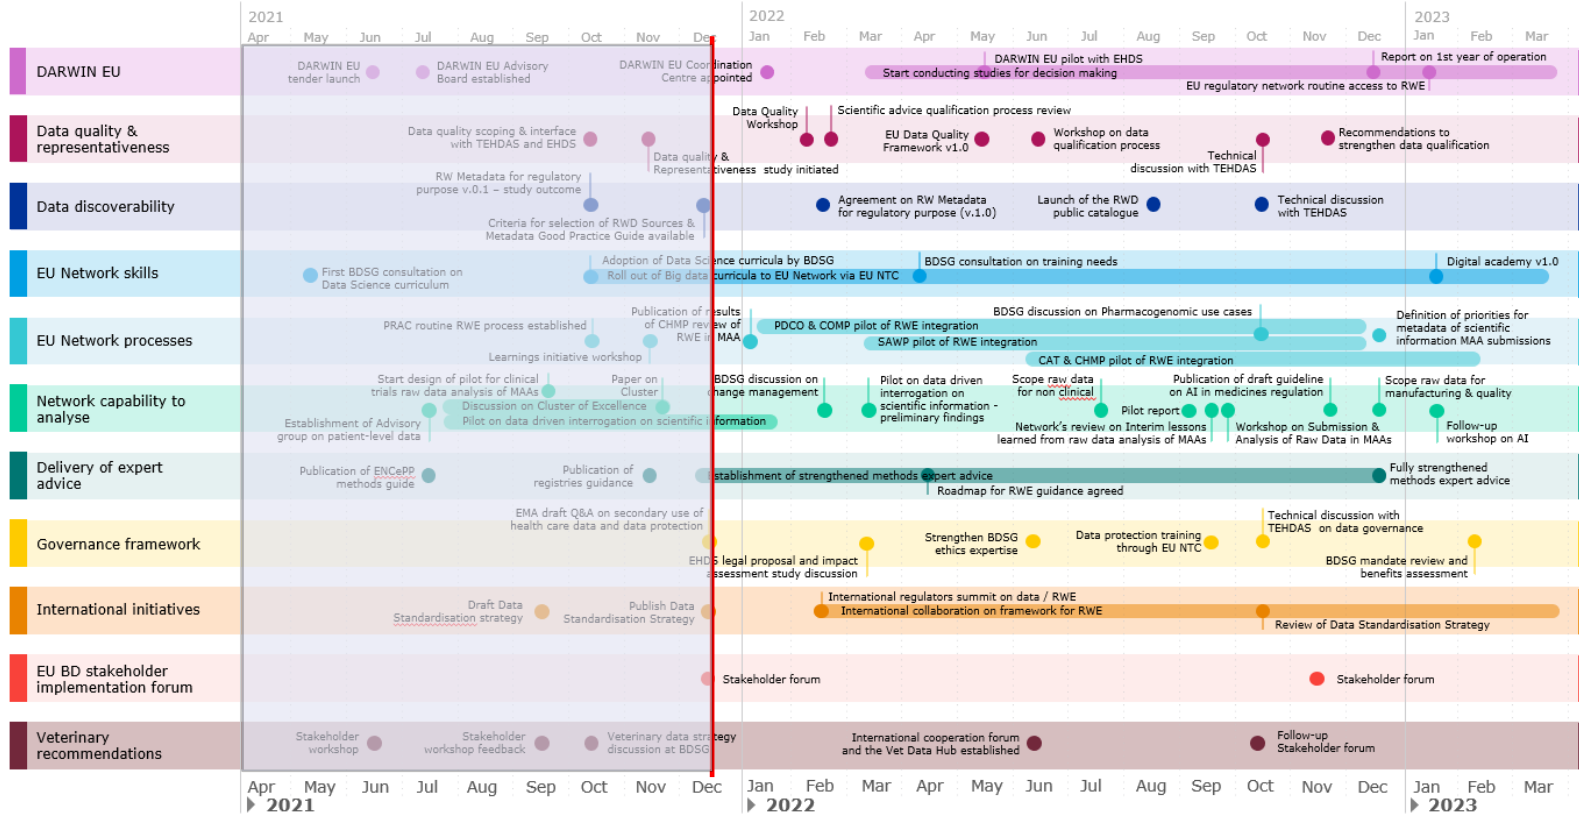 2021
2022
2023
Apr May Jun Jul Aug Sep Oct Nov Dec Jan Feb Mar Apr May Jun Jul Aug Sep Oct Nov Dec Jan Feb Mar
DARWIN EU
DARWIN EU
tender launch
DARWIN EU Advisory
Board established
DARWIN EU Coordination
Centre appointed
DARWIN EU pilot with EHDS
Start conducting studies for decision making
Report on 1st year of operation
EU regulatory network routine access to RWE
Data quality &
representativeness
Data quality scoping & interface
with TEHDAS and EHDS
Data quality &
Representativeness study initiated
Data Quality
Workshop
Scientific advice qualification process review
EU Data Quality
Framework v1.0
Workshop on data
qualification process
Technical
discussion with TEHDAS
Recommendations to
strengthen data qualification
Data discoverability
RW Metadata for regulatory
purpose v.0.1 – study outcome
Criteria for selection of RWD Sources &
Metadata Good Practice Guide available
Agreement on RW Metadata
for regulatory purpose (v.1.0)
Launch of the RWD
public catalogue
Technical discussion
with TEHDAS
EU Network skills
First BDSG consultation on
Data Science curriculum
Adoption of Data Science curricula by BDSG
Roll out of Big data curricula to EU Network via EU NTC
BDSG consultation on training needs
Digital academy v1.0
EU Network processes
PRAC routine RWE process established
Learnings initiative workshop
Publication of results
of CHMP review of
RWE in MAA
PDCO & COMP pilot of RWE integration
SAWP pilot of RWE integration
CAT & CHMP pilot of RWE integration
BDSG discussion on Pharmacogenomic use cases
Definition of priorities for
metadata of scientific
information MAA submissions
Network capability to
analyse
Start design of pilot for clinical
trials raw data analysis of MAAs
Paper on
Cluster
Discussion on Cluster of Excellence
Pilot on data driven interrogation on scientific information
Establishment of Advisory
group on patient-level data
BDSG discussion on
change management
Pilot on data driven
interrogation on
scientific information -
preliminary findings
Scope raw data
for non clinical
Pilot report
Network's review on Interim lessons
learned from raw data analysis of MAAs
Publication of draft guideline
on AI in medicines regulation
Workshop on Submission &
Analysis of Raw Data in MAAs
Scope raw data for
manufacturing & quality
Follow-up
workshop on AI
Delivery of expert
advice
Publication of ENCePP
methods guide
Publication of
registries guidance
Establishment of strengthened methods expert advice
Roadmap for RWE guidance agreed
Fully strengthened
methods expert advice
Governance framework
EMA draft Q&A on secondary use of
health care data and data protection
EHDS legal proposal and impact
assessment study discussion
Strengthen BDSG
ethics expertise
Data protection training
through EU NTC
Technical discussion with
TEHDAS on data governance
BDSG mandate review and
benefits assessment
International initiatives
Draft Data
Standardisation strategy
Publish Data
Standardisation Strategy
International regulators summit on data / RWE
International collaboration on framework for RWE
Review of Data Standardisation Strategy
EU BD stakeholder
implementation forum
Stakeholder forum
Stakeholder forum
Veterinary
recommendations
Stakeholder
workshop
Stakeholder
workshop feedback
Veterinary data strategy
discussion at BDSG
International cooperation forum
and the Vet Data Hub established
Follow-up
Stakeholder forum
Apr May Jun Jul Aug Sep Oct Nov Dec Jan Feb Mar Apr May Jun Jul Aug Sep Oct Nov Dec Jan Feb Mar
2021
2022
2023